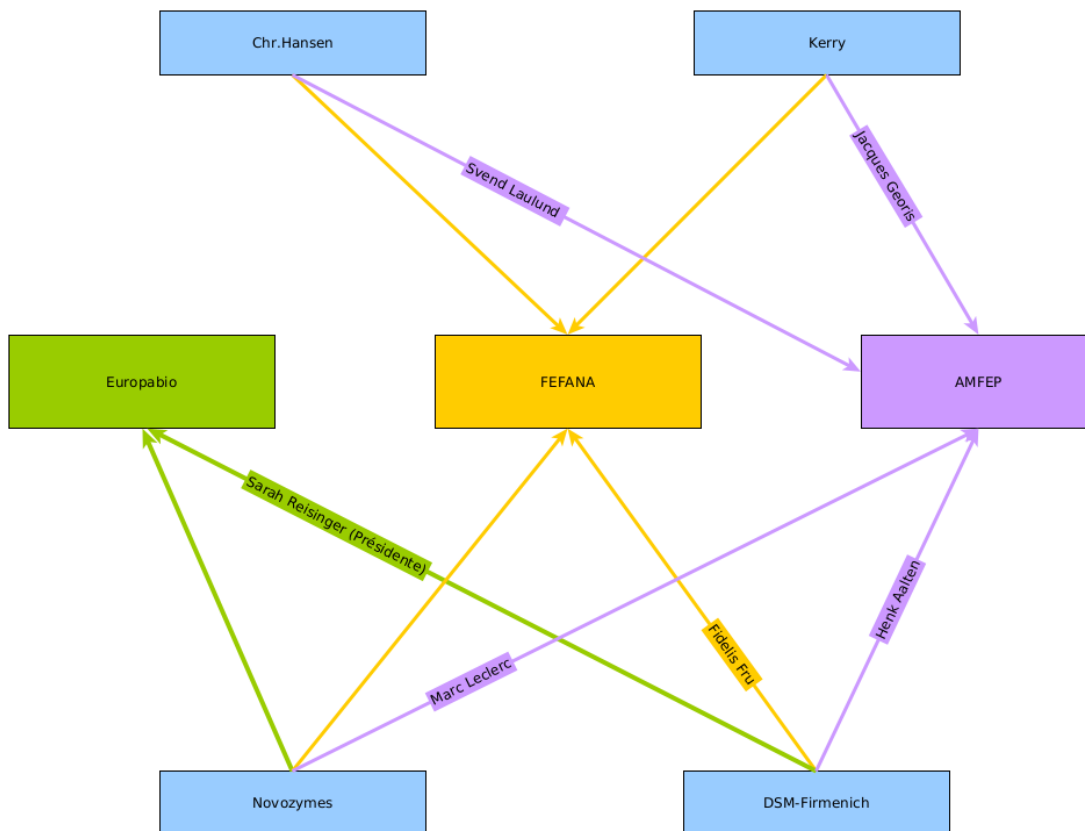 Chr.Hansen
Kerry
Jacques Georis
Svend Laulund
Europabio
FEFANA
AMFEP
Sarah Reisinger (Présidente)
Henk Aalten
Fidelis Fru
Marc Leclerc
Novozymes
DSM-Firmenich